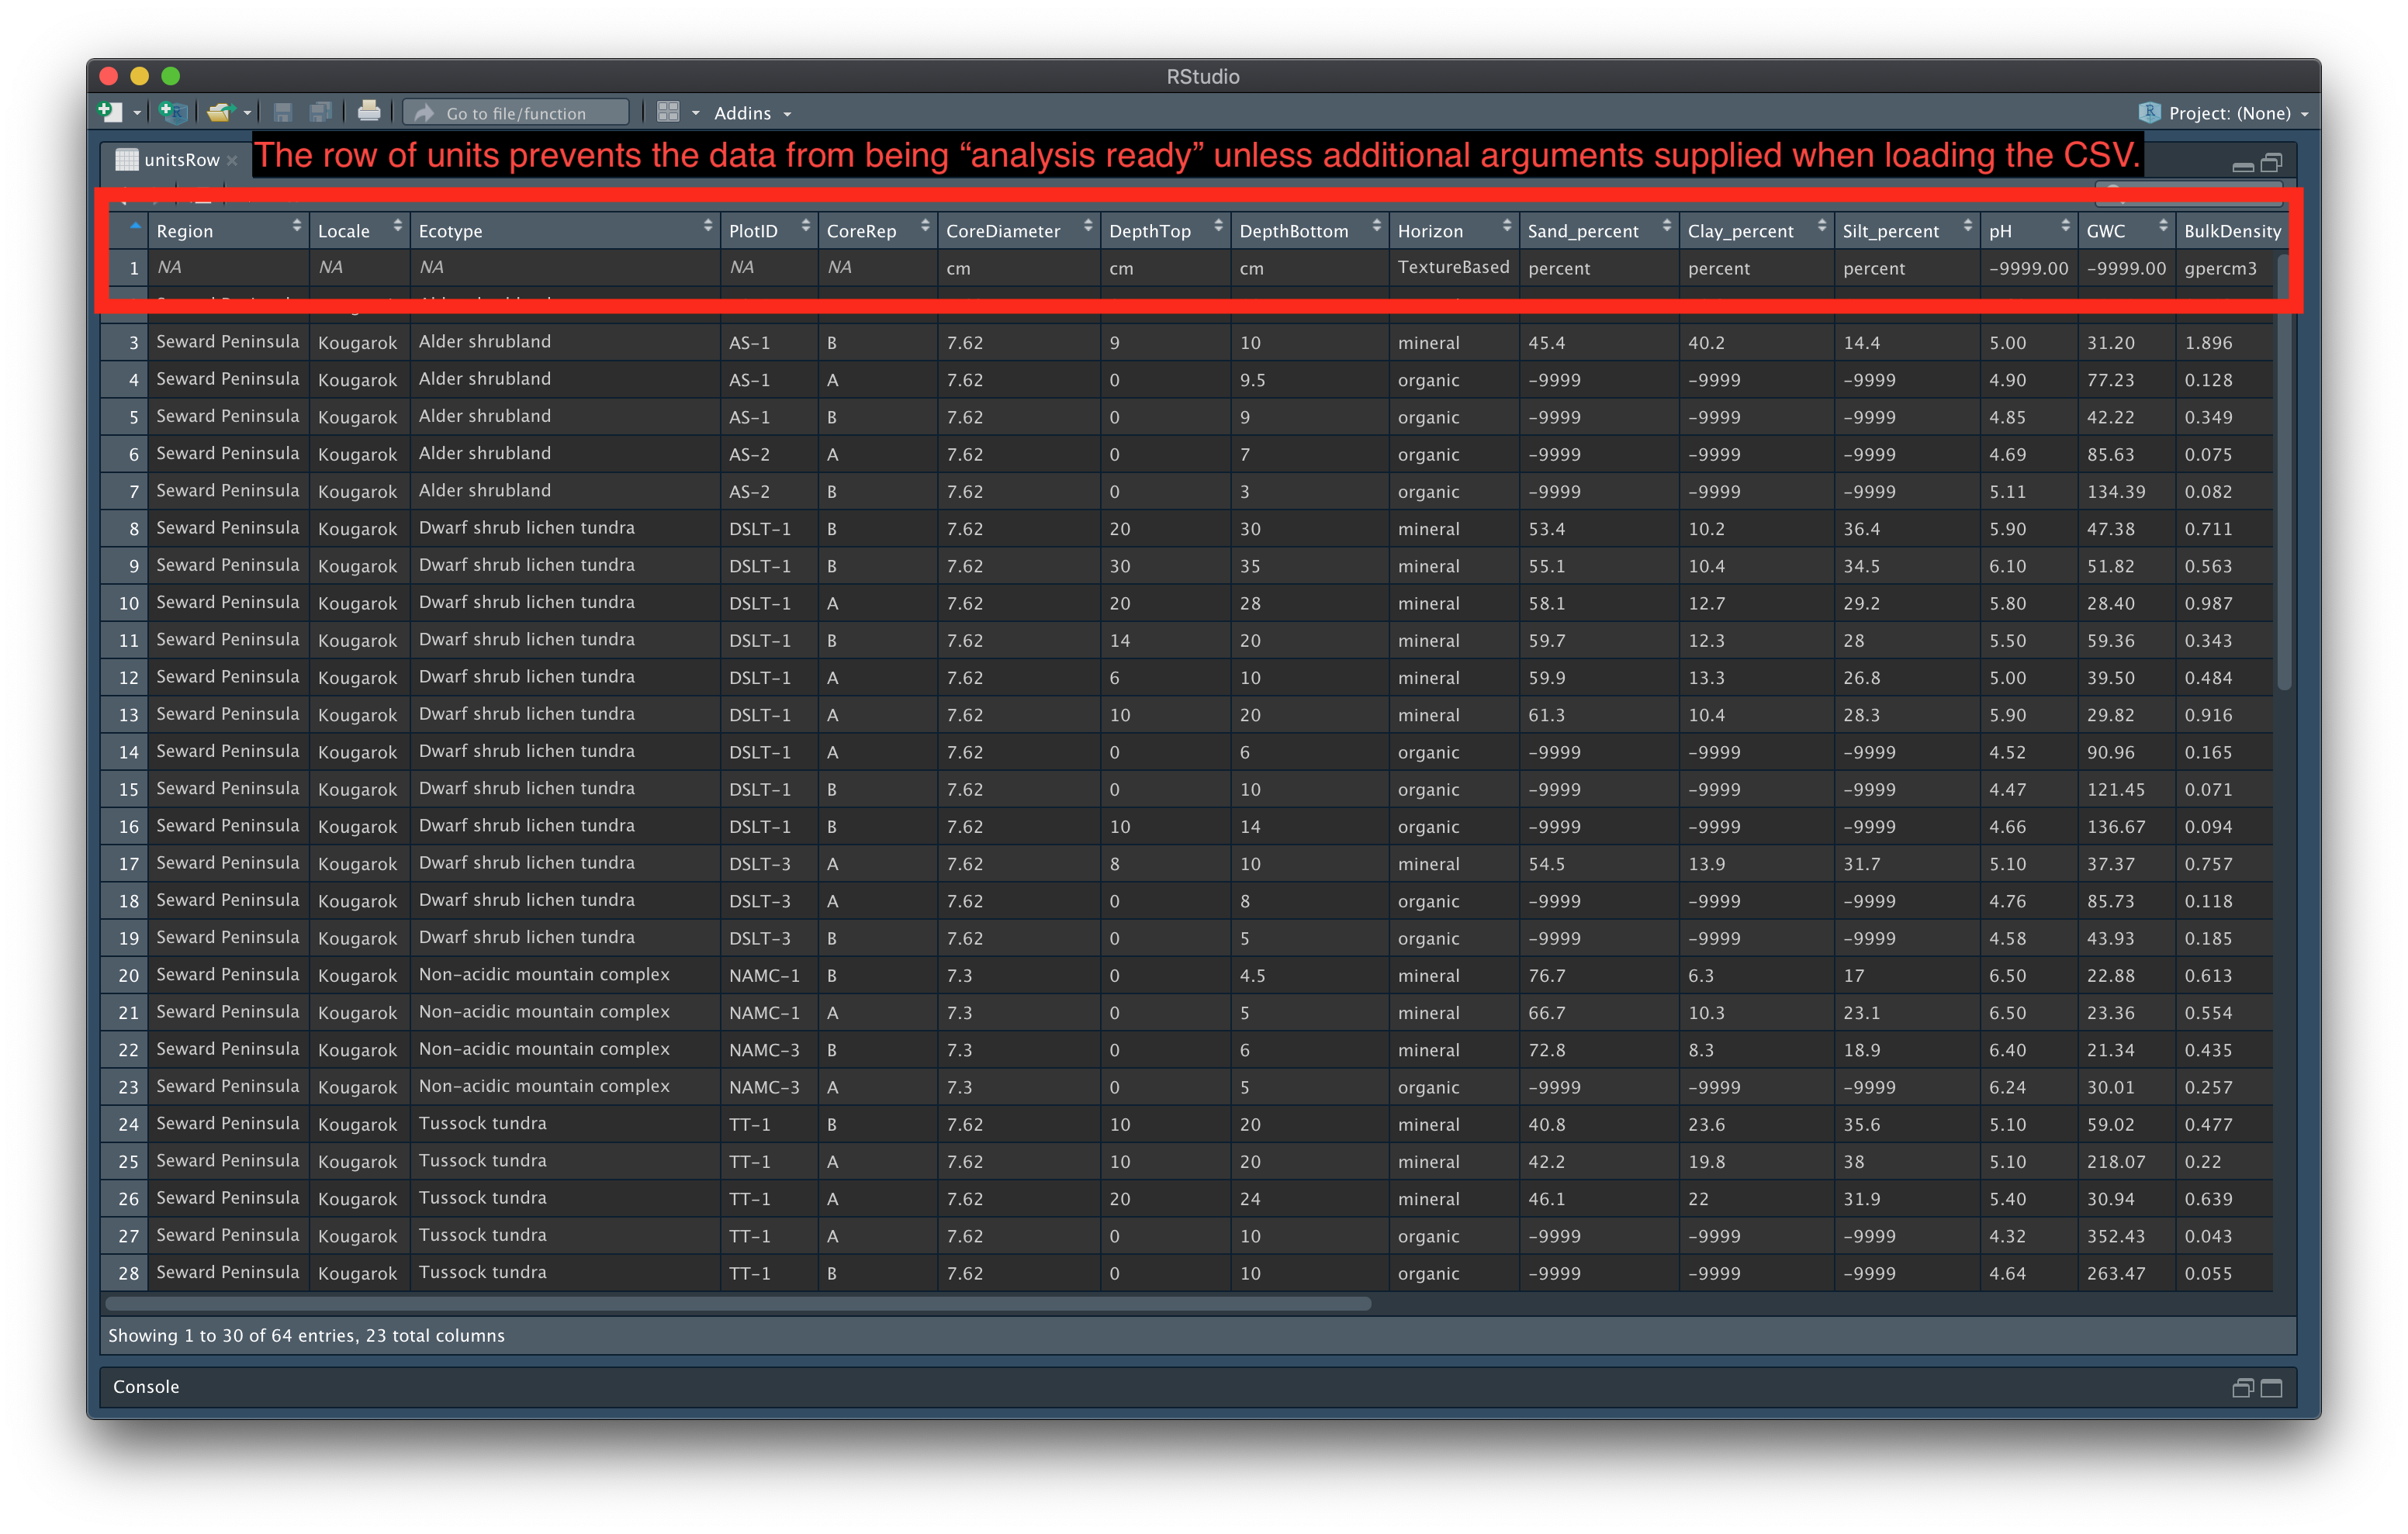 RStudio
Go to file/function Addins Project: (None)
unitsRow The row of units prevents the data from being “analysis ready” unless additional arguments supplied when loading the CSV.
Region Locale Ecotype PlotID CoreRep CoreDiameter DepthTop DepthBottom Horizon Sand_percent Clay_percent Silt_percent pH GWC BulkDensity
1 NA NA NA NA NA cm cm cm TextureBased percent percent percent -9999.00 -9999.00 gpercm3
3 Seward Peninsula Kougarok Alder shrubland AS-1 B 7.62 9 10 mineral 45.4 40.2 14.4 5.00 31.20 1.896
4 Seward Peninsula Kougarok Alder shrubland AS-1 A 7.62 0 9.5 organic -9999 -9999 -9999 4.90 77.23 0.128
5 Seward Peninsula Kougarok Alder shrubland AS-1 B 7.62 0 9 organic -9999 -9999 -9999 4.85 42.22 0.349
6 Seward Peninsula Kougarok Alder shrubland AS-2 A 7.62 0 7 organic -9999 -9999 -9999 4.69 85.63 0.075
7 Seward Peninsula Kougarok Alder shrubland AS-2 B 7.62 0 3 organic -9999 -9999 -9999 5.11 134.39 0.082
8 Seward Peninsula Kougarok Dwarf shrub lichen tundra DSLT-1 B 7.62 20 30 mineral 53.4 10.2 36.4 5.90 47.38 0.711
9 Seward Peninsula Kougarok Dwarf shrub lichen tundra DSLT-1 B 7.62 30 35 mineral 55.1 10.4 34.5 6.10 51.82 0.563
10 Seward Peninsula Kougarok Dwarf shrub lichen tundra DSLT-1 A 7.62 20 28 mineral 58.1 12.7 29.2 5.80 28.40 0.987
11 Seward Peninsula Kougarok Dwarf shrub lichen tundra DSLT-1 B 7.62 14 20 mineral 59.7 12.3 28 5.50 59.36 0.343
12 Seward Peninsula Kougarok Dwarf shrub lichen tundra DSLT-1 A 7.62 6 10 mineral 59.9 13.3 26.8 5.00 39.50 0.484
13 Seward Peninsula Kougarok Dwarf shrub lichen tundra DSLT-1 A 7.62 10 20 mineral 61.3 10.4 28.3 5.90 29.82 0.916
14 Seward Peninsula Kougarok Dwarf shrub lichen tundra DSLT-1 A 7.62 0 6 organic -9999 -9999 -9999 4.52 90.96 0.165
15 Seward Peninsula Kougarok Dwarf shrub lichen tundra DSLT-1 B 7.62 0 10 organic -9999 -9999 -9999 4.47 121.45 0.071
16 Seward Peninsula Kougarok Dwarf shrub lichen tundra DSLT-1 B 7.62 10 14 organic -9999 -9999 -9999 4.66 136.67 0.094
17 Seward Peninsula Kougarok Dwarf shrub lichen tundra DSLT-3 A 7.62 8 10 mineral 54.5 13.9 31.7 5.10 37.37 0.757
18 Seward Peninsula Kougarok Dwarf shrub lichen tundra DSLT-3 A 7.62 0 8 organic -9999 -9999 -9999 4.76 85.73 0.118
19 Seward Peninsula Kougarok Dwarf shrub lichen tundra DSLT-3 B 7.62 0 5 organic -9999 -9999 -9999 4.58 43.93 0.185
20 Seward Peninsula Kougarok Non-acidic mountain complex NAMC-1 B 7.3 0 4.5 mineral 76.7 6.3 17 6.50 22.88 0.613
21 Seward Peninsula Kougarok Non-acidic mountain complex NAMC-1 A 7.3 0 5 mineral 66.7 10.3 23.1 6.50 23.36 0.554
22 Seward Peninsula Kougarok Non-acidic mountain complex NAMC-3 B 7.3 0 6 mineral 72.8 8.3 18.9 6.40 21.34 0.435
23 Seward Peninsula Kougarok Non-acidic mountain complex NAMC-3 A 7.3 0 5 organic -9999 -9999 -9999 6.24 30.01 0.257
24 Seward Peninsula Kougarok Tussock tundra TT-1 B 7.62 10 20 mineral 40.8 23.6 35.6 5.10 59.02 0.477
25 Seward Peninsula Kougarok Tussock tundra TT-1 A 7.62 10 20 mineral 42.2 19.8 38 5.10 218.07 0.22
26 Seward Peninsula Kougarok Tussock tundra TT-1 A 7.62 20 24 mineral 46.1 22 31.9 5.40 30.94 0.639
27 Seward Peninsula Kougarok Tussock tundra TT-1 A 7.62 0 10 organic -9999 -9999 -9999 4.32 352.43 0.043
28 Seward Peninsula Kougarok Tussock tundra TT-1 B 7.62 0 10 organic -9999 -9999 -9999 4.64 263.47 0.055
Showing 1 to 30 of 64 entries, 23 total columns
Console